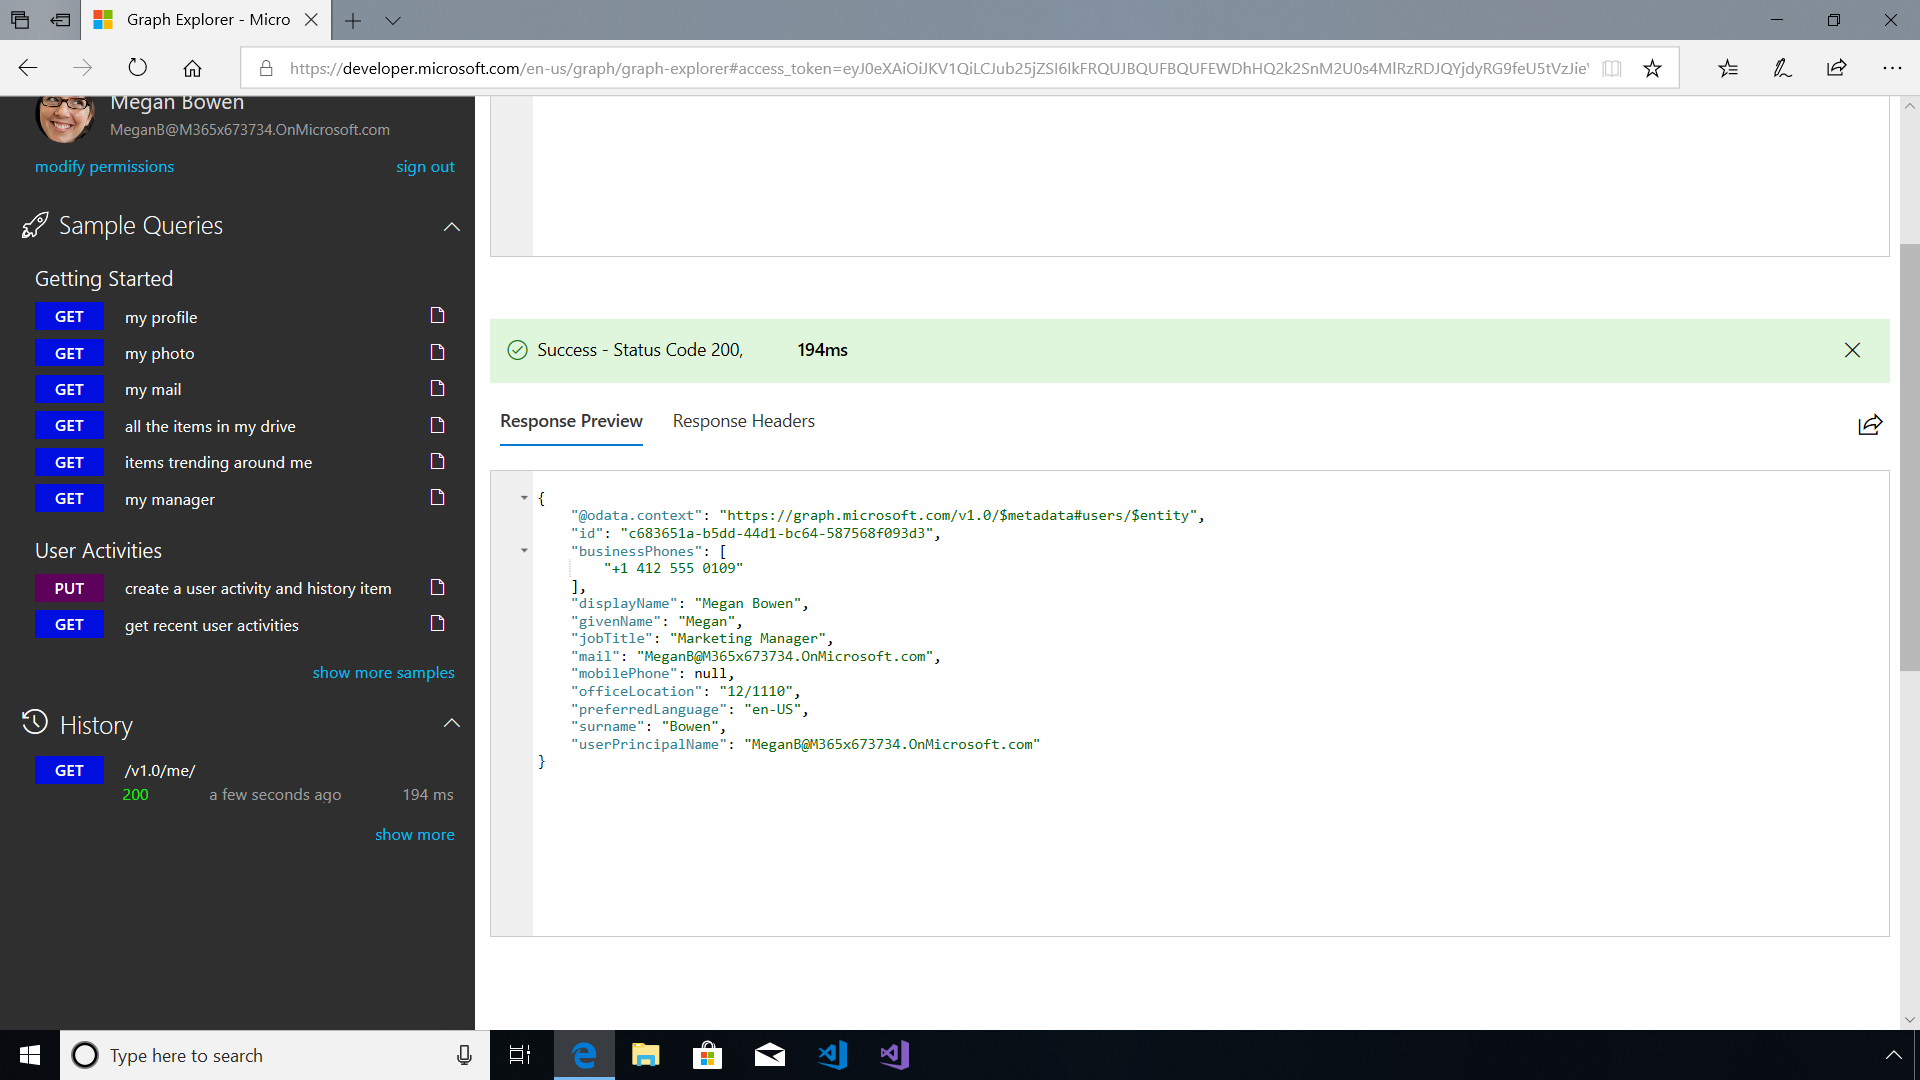 Graph Explorer - Micro
https://developer.microsoft.com/en-us/graph/graph-explorer#access_token=
Megan Bowen
MeganB@M365x673734.OnMicrosoft.com
modify permissions sign out
Sample Queries
Getting Started
GET my profile
GET my photo
GET my mail
GET all the items in my drive
GET items trending around me
GET my manager
User Activities
PUT create a user activity and history item
GET get recent user activities
show more samples
History
GET /v1.0/me/
200 a few seconds ago 194 ms
show more
Success - Status Code 200, 194ms
Response Preview Response Headers
{
"@odata.context": "https://graph.microsoft.com/v1.0/$metadata#users/$entity",
"id": "c683651a-b5dd-44d1-bc64-587568f093d3",
"businessPhones": [
"+1 412 555 0109"
],
"displayName": "Megan Bowen",
"givenName": "Megan",
"jobTitle": "Marketing Manager",
"mail": "MeganB@M365x673734.OnMicrosoft.com",
"mobilePhone": null,
"officeLocation": "12/1110",
"preferredLanguage": "en-US",
"surname": "Bowen",
"userPrincipalName": "MeganB@M365x673734.OnMicrosoft.com"
}
Type here to search